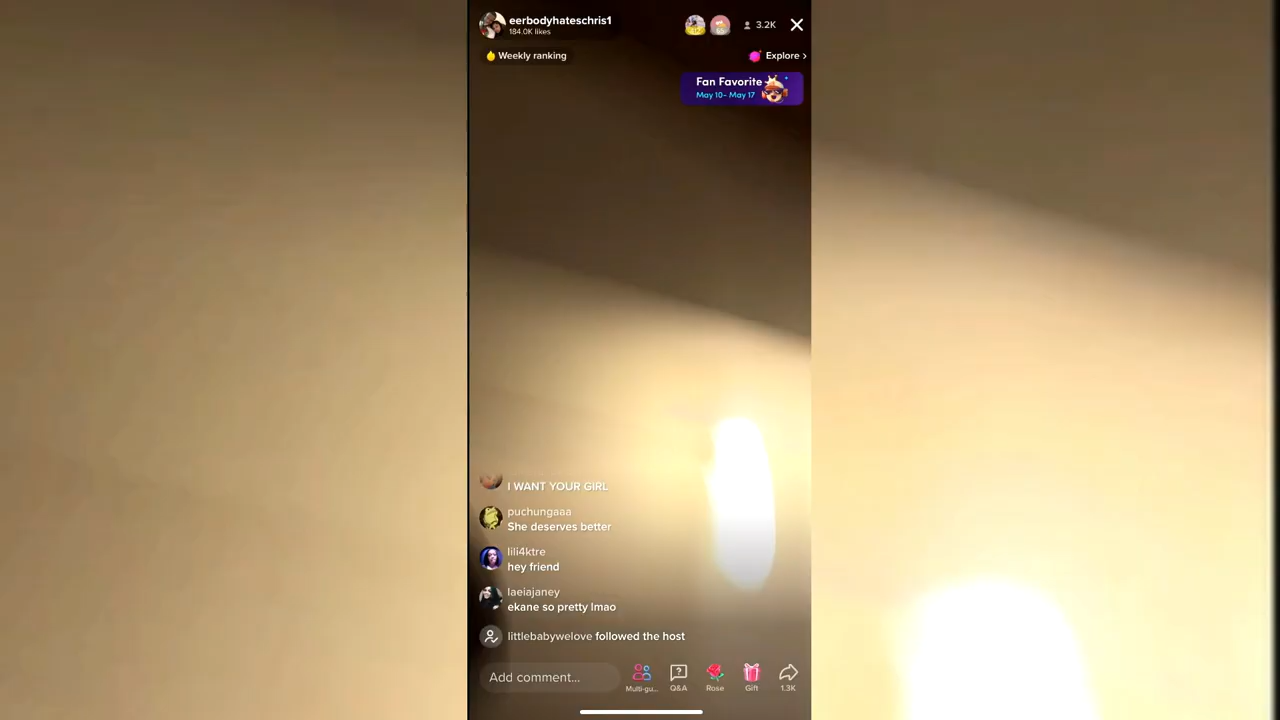 eerbodyhateschris1
184.0K likes
3.2K
Weekly ranking
Explore >
Fan Favorite
May 10- May 17
I WANT YOUR GIRL
puchungaaa
She deserves better
lili4ktre
hey friend
laeiajaney
ekane so pretty lmao
littlebabywelove followed the host
Add comment...
Multi-gu...
Q&A
Rose
Gift
1.3K